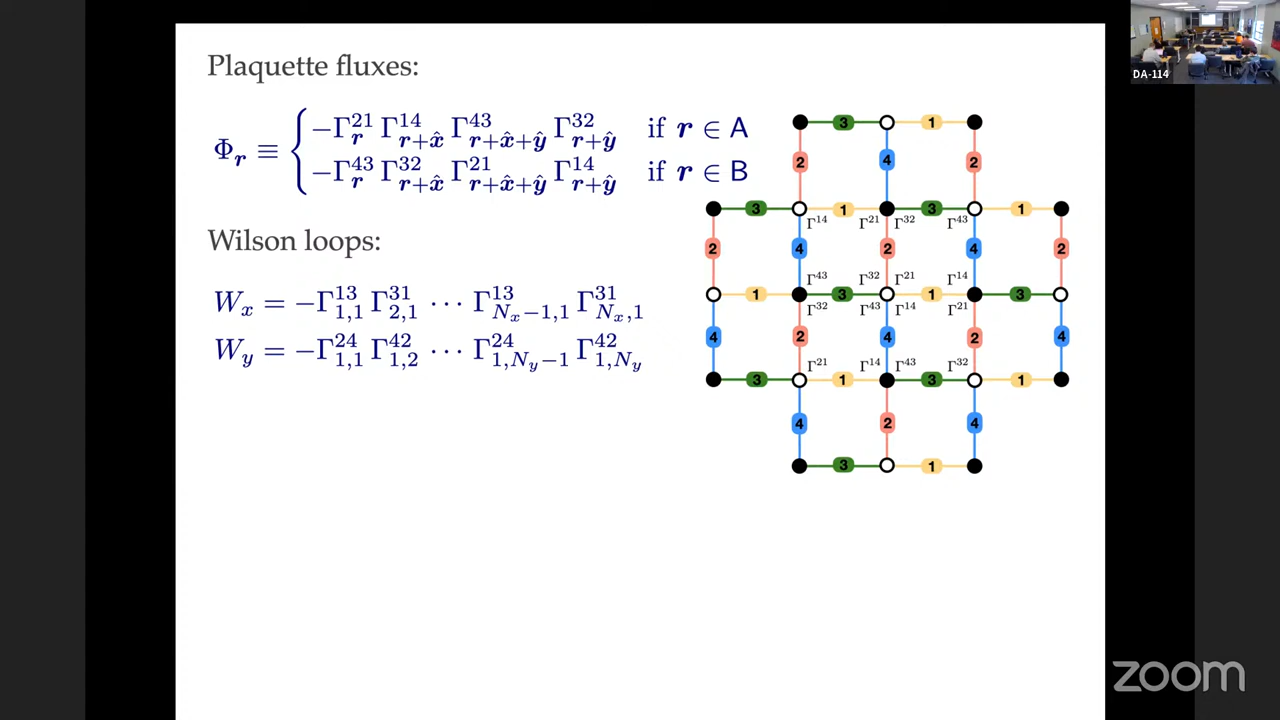 Plaquette fluxes:
Φ_r ≡ { −Γ^{21}_{r} Γ^{14}_{r+x̂} Γ^{43}_{r+x̂+ŷ} Γ^{32}_{r+ŷ} if r ∈ A
−Γ^{43}_{r} Γ^{32}_{r+x̂} Γ^{21}_{r+x̂+ŷ} Γ^{14}_{r+ŷ} if r ∈ B
Wilson loops:
W_x = −Γ^{13}_{1,1} Γ^{31}_{2,1} ⋯ Γ^{13}_{N_x−1,1} Γ^{31}_{N_x,1}
W_y = −Γ^{24}_{1,1} Γ^{42}_{1,2} ⋯ Γ^{24}_{1,N_y−1} Γ^{42}_{1,N_y}
3 1
2 4 2
3 1 3 1
Γ^{14} Γ^{21} Γ^{32} Γ^{43}
2 4 2 4 2
Γ^{43} Γ^{32} Γ^{21} Γ^{14}
1 3 1 3
Γ^{32} Γ^{43} Γ^{14} Γ^{21}
4 2 4 2 4
Γ^{21} Γ^{14} Γ^{43} Γ^{32}
3 1 3 1
4 2 4
3 1
DA-114
zoom